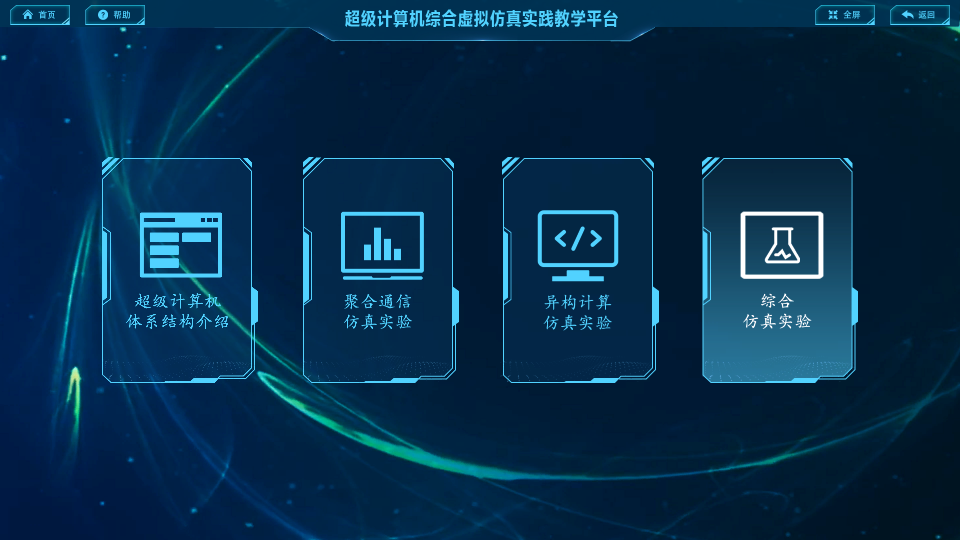 首页
帮助
超级计算机综合虚拟仿真实践教学平台
全屏
返回
超级计算机
体系结构介绍
聚合通信
仿真实验
异构计算
仿真实验
综合
仿真实验